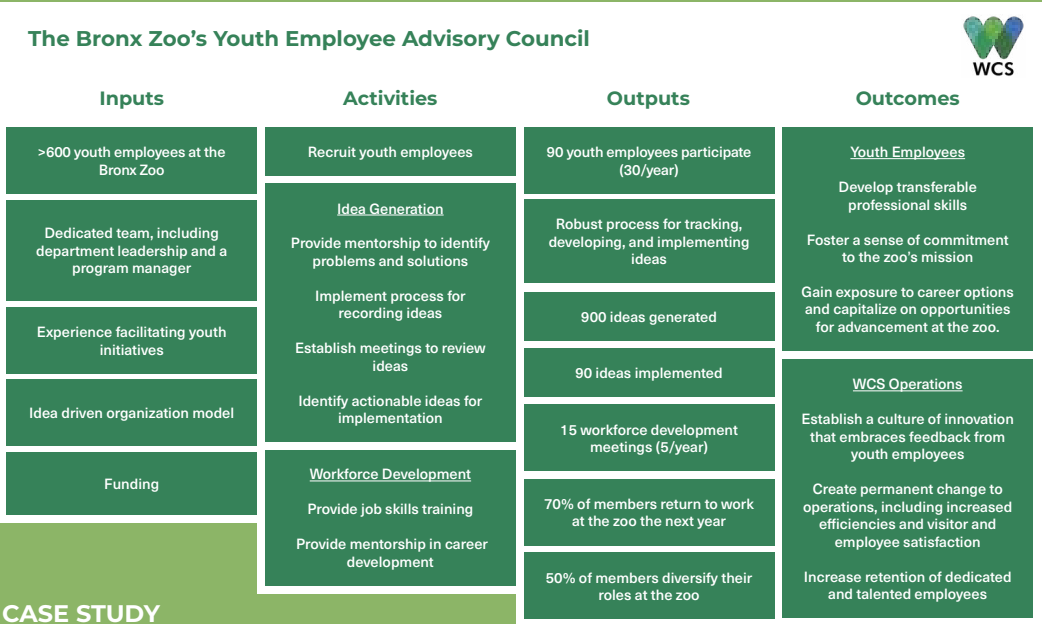 The Bronx Zoo's Youth Employee Advisory Council
WCS
Inputs
>600 youth employees at the
Bronx Zoo
Dedicated team, including
department leadership and a
program manager
Experience facilitating youth
initiatives
Idea driven organization model
Funding
Activities
Recruit youth employees
Idea Generation
Provide mentorship to identify
problems and solutions
Implement process for
recording ideas
Establish meetings to review
ideas
Identify actionable ideas for
implementation
Workforce Development
Provide job skills training
Provide mentorship in career
development
Outputs
90 youth employees participate
(30/year)
Robust process for tracking,
developing, and implementing
ideas
900 ideas generated
90 ideas implemented
15 workforce development
meetings (5/year)
70% of members return to work
at the zoo the next year
50% of members diversify their
roles at the zoo
Outcomes
Youth Employees
Develop transferable
professional skills
Foster a sense of commitment
to the zoo's mission
Gain exposure to career options
and capitalize on opportunities
for advancement at the zoo.
WCS Operations
Establish a culture of innovation
that embraces feedback from
youth employees
Create permanent change to
operations, including increased
efficiencies and visitor and
employee satisfaction
Increase retention of dedicated
and talented employees
CASE STUDY